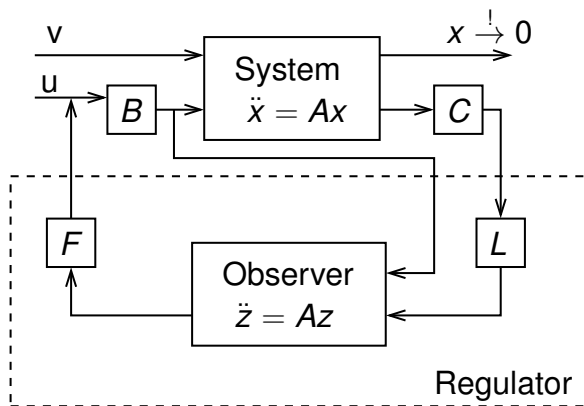 v
x →! 0
u
B
System
ẍ = Ax
C
F
Observer
z̈ = Az
L
Regulator